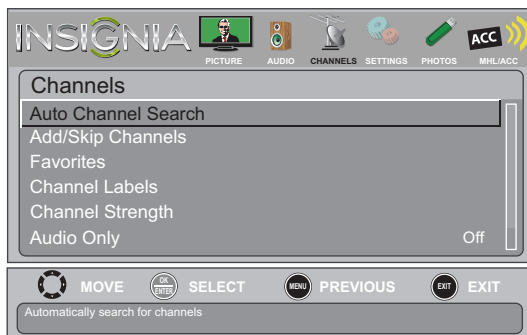 INSIGNIA
PICTURE AUDIO CHANNELS SETTINGS PHOTOS MHL/ACC
ACC
Channels
Auto Channel Search
Add/Skip Channels
Favorites
Channel Labels
Channel Strength
Audio Only Off
MOVE OK ENTER SELECT MENU PREVIOUS EXIT EXIT
Automatically search for channels